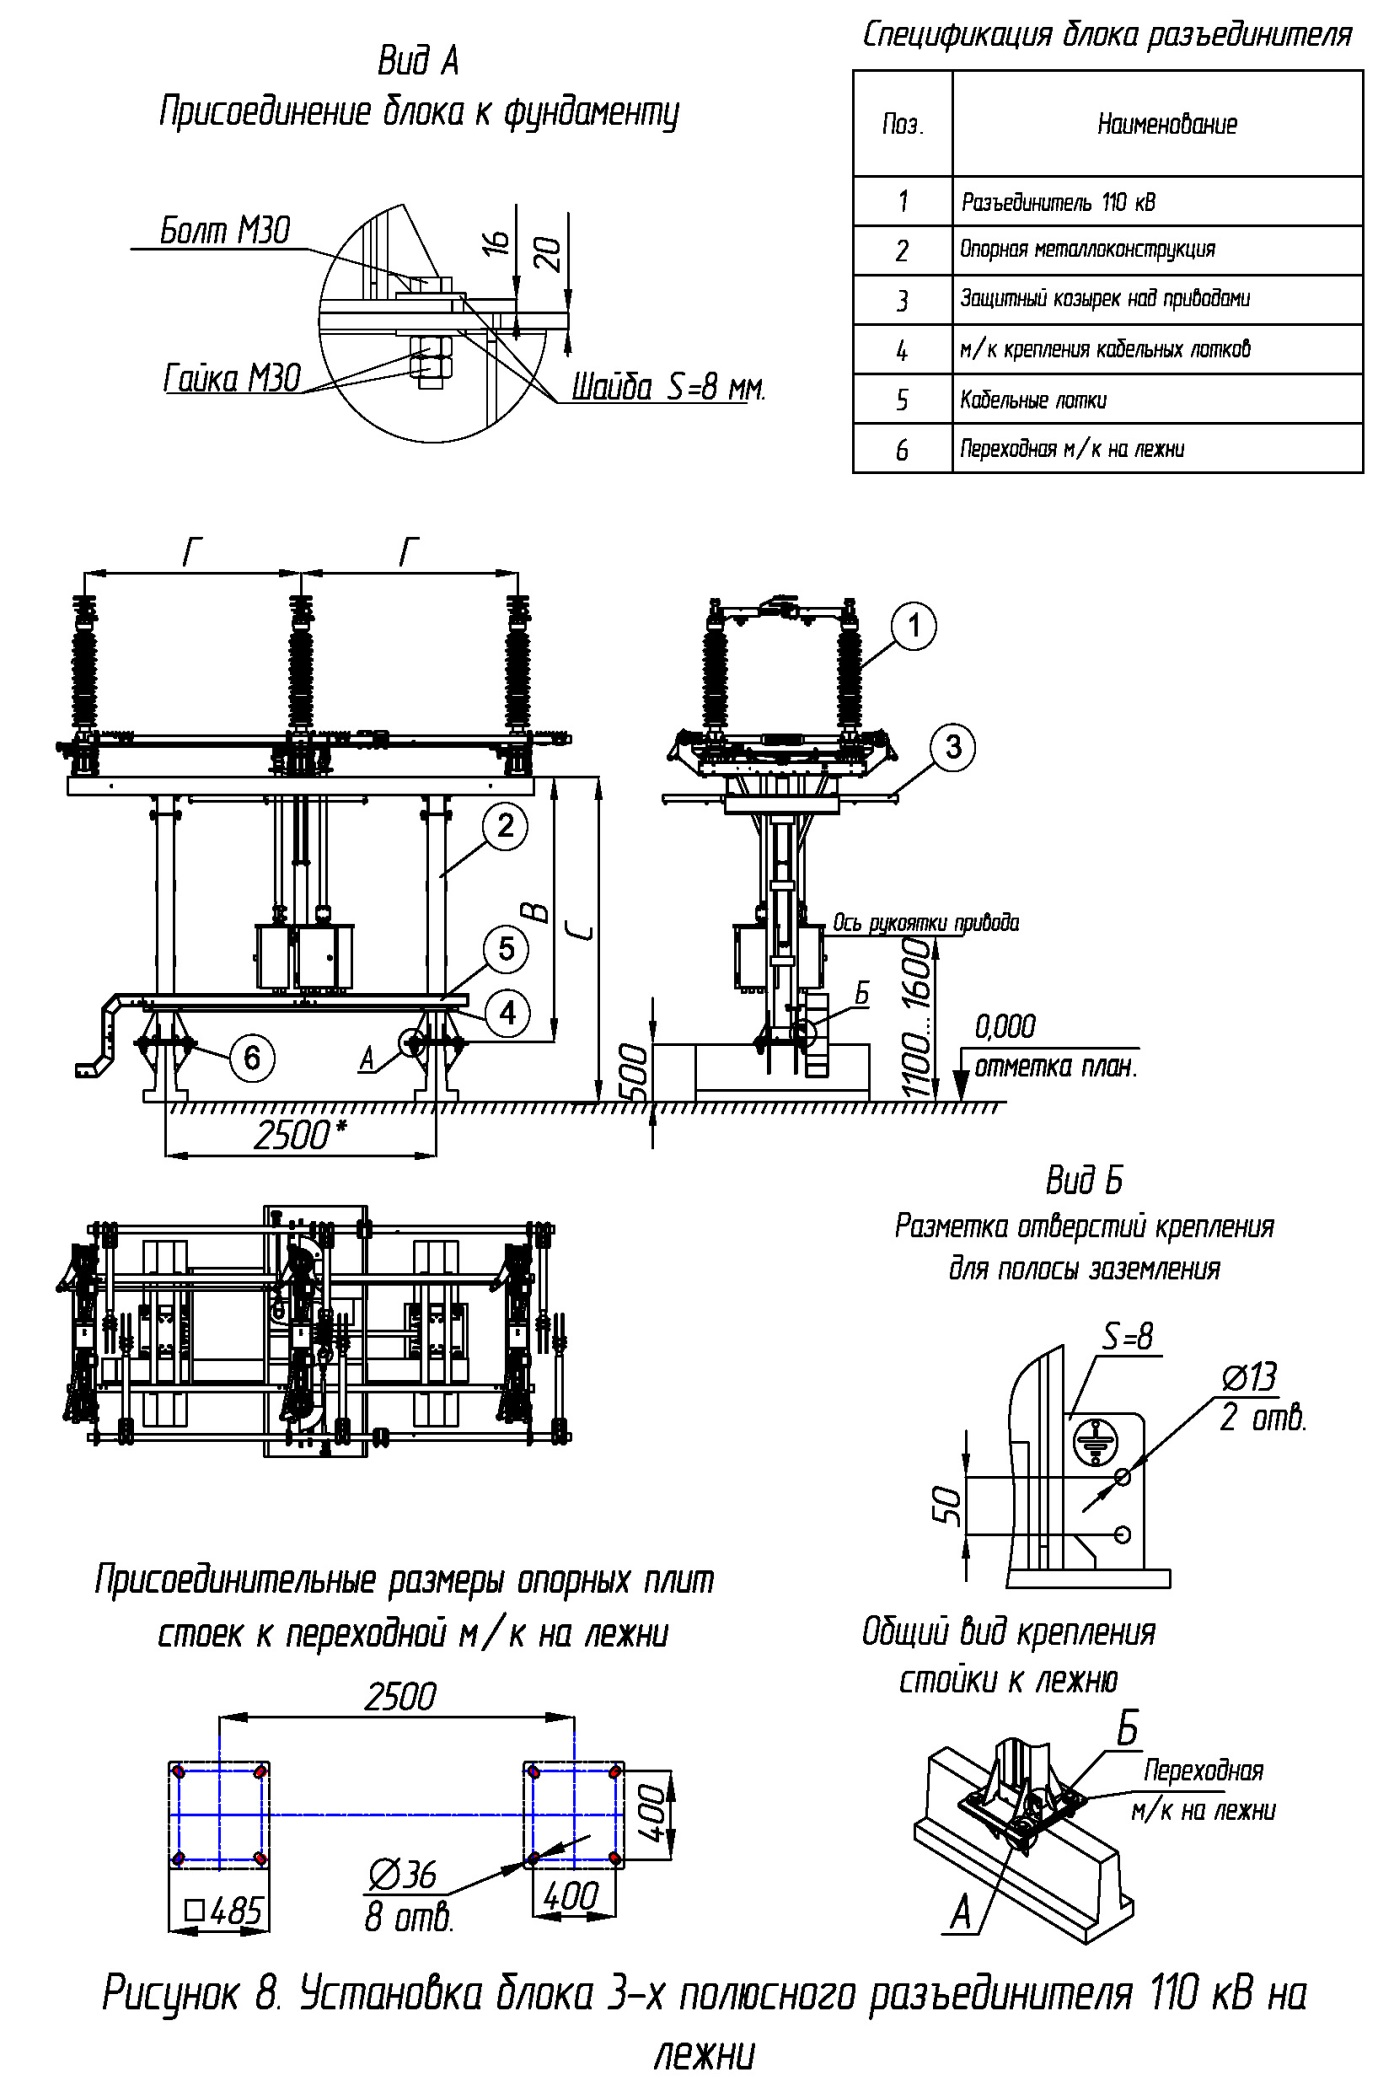 Вид А
Присоединение блока к фундаменту
Болт М30
16
20
Гайка М30
Шайба S=8 мм.
Спецификация блока разъединителя
Поз. Наименование
1 Разъединитель 110 кВ
2 Опорная металлоконструкция
3 Защитный козырек над приводами
4 м/к крепления кабельных лотков
5 Кабельные лотки
6 Переходная м/к на лежни
Г Г
1
3
2
В
С
5
4
6
А
2500*
Ось рукоятки привода
Б
500
1100...1600
0,000
отметка план.
Вид Б
Разметка отверстий крепления
для полосы заземления
S=8
⌀13
2 отв.
50
Присоединительные размеры опорных плит
стоек к переходной м/к на лежни
2500
400
⌀36
8 отв.
400
□485
Общий вид крепления
стойки к лежню
Б
Переходная
м/к на лежни
А
Рисунок 8. Установка блока 3-х полюсного разъединителя 110 кВ на
лежни